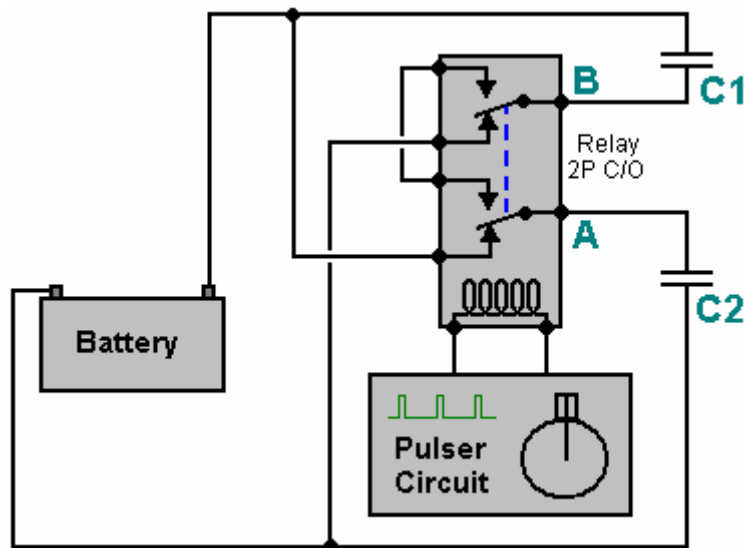 B
C1
Relay
2P C/O
A
C2
Battery
Pulser
Circuit